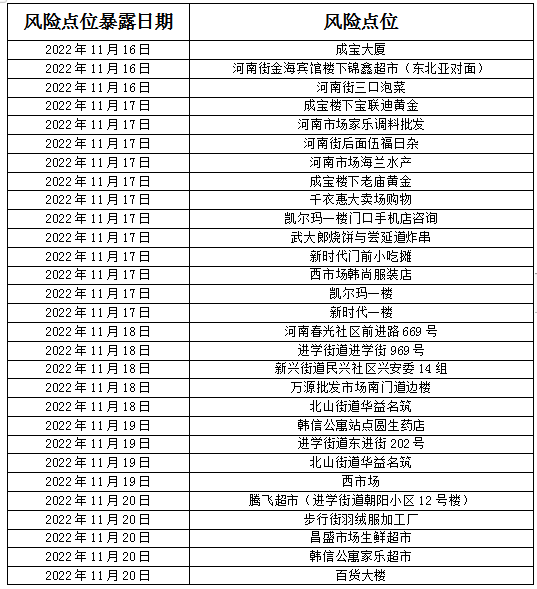 风险点位暴露日期 风险点位
2022年11月16日 成宝大厦
2022年11月16日 河南街金海宾馆楼下锦鑫超市（东北亚对面）
2022年11月16日 河南街三口泡菜
2022年11月17日 成宝楼下宝联迪黄金
2022年11月17日 河南市场家乐调料批发
2022年11月17日 河南街后面伍福日杂
2022年11月17日 河南市场海兰水产
2022年11月17日 成宝楼下老庙黄金
2022年11月17日 千衣惠大卖场购物
2022年11月17日 凯尔玛一楼门口手机店咨询
2022年11月17日 武大郎烧饼与尝延道炸串
2022年11月17日 新时代门前小吃摊
2022年11月17日 西市场韩尚服装店
2022年11月17日 凯尔玛一楼
2022年11月17日 新时代一楼
2022年11月18日 河南春光社区前进路669号
2022年11月18日 进学街道进学街969号
2022年11月18日 新兴街道民兴社区兴安委14组
2022年11月18日 万源批发市场南门道边楼
2022年11月18日 北山街道华益名筑
2022年11月19日 韩信公寓站点圆生药店
2022年11月19日 进学街道东进街202号
2022年11月19日 北山街道华益名筑
2022年11月19日 西市场
2022年11月20日 腾飞超市（进学街道朝阳小区12号楼）
2022年11月20日 步行街羽绒服加工厂
2022年11月20日 昌盛市场生鲜超市
2022年11月20日 韩信公寓家乐超市
2022年11月20日 百货大楼